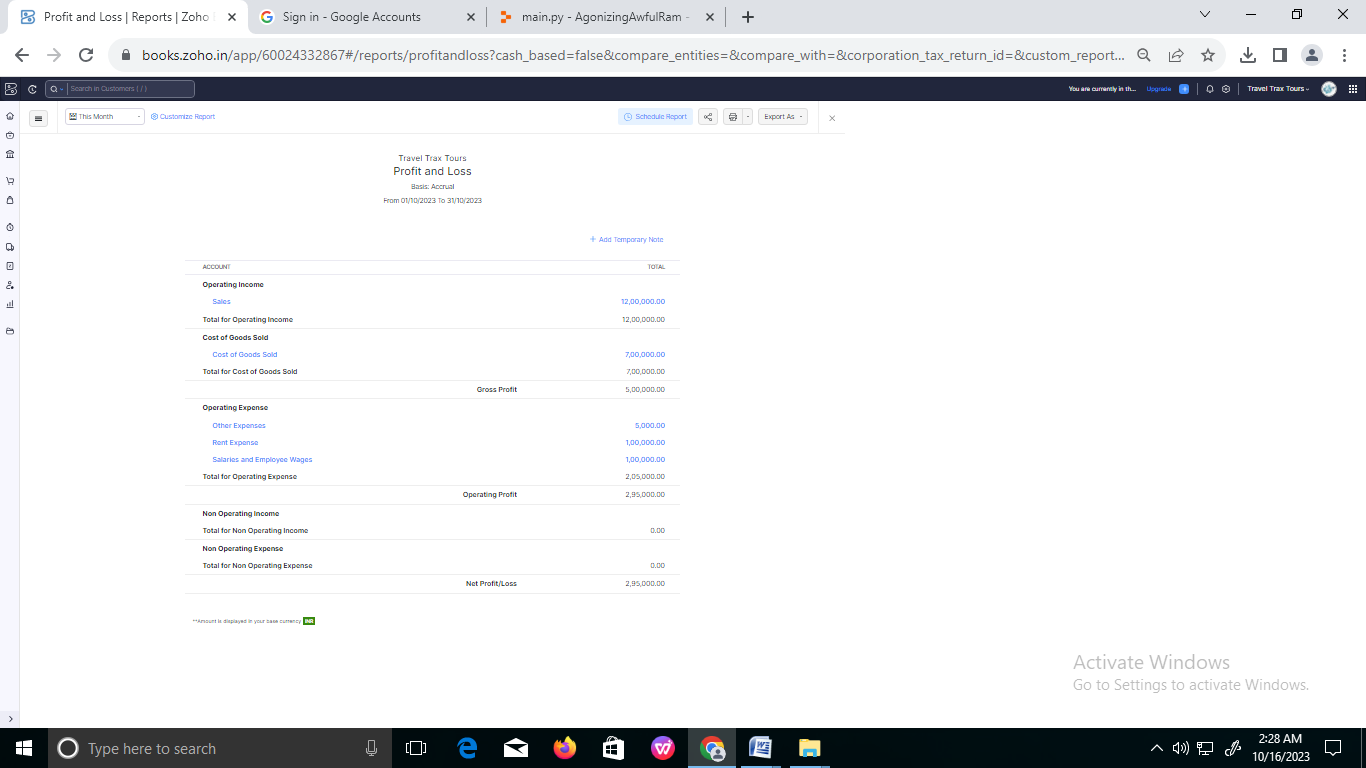 Profit and Loss | Reports | Zoho
Sign in - Google Accounts
main.py - AgonizingAwfulRam -
books.zoho.in/app/60024332867#/reports/profitandloss?cash_based=false&compare_entities=&compare_with=&corporation_tax_return_id=&custom_report...
Search in Customers ( / )
You are currently in th...
Upgrade
Travel Trax Tours
This Month
Customize Report
Schedule Report
Export As
Travel Trax Tours
Profit and Loss
Basis: Accrual
From 01/10/2023 To 31/10/2023
+ Add Temporary Note
ACCOUNT TOTAL
Operating Income
Sales 12,00,000.00
Total for Operating Income 12,00,000.00
Cost of Goods Sold
Cost of Goods Sold 7,00,000.00
Total for Cost of Goods Sold 7,00,000.00
Gross Profit 5,00,000.00
Operating Expense
Other Expenses 5,000.00
Rent Expense 1,00,000.00
Salaries and Employee Wages 1,00,000.00
Total for Operating Expense 2,05,000.00
Operating Profit 2,95,000.00
Non Operating Income
Total for Non Operating Income 0.00
Non Operating Expense
Total for Non Operating Expense 0.00
Net Profit/Loss 2,95,000.00
**Amount is displayed in your base currency INR
Activate Windows
Go to Settings to activate Windows.
Type here to search
2:28 AM
10/16/2023